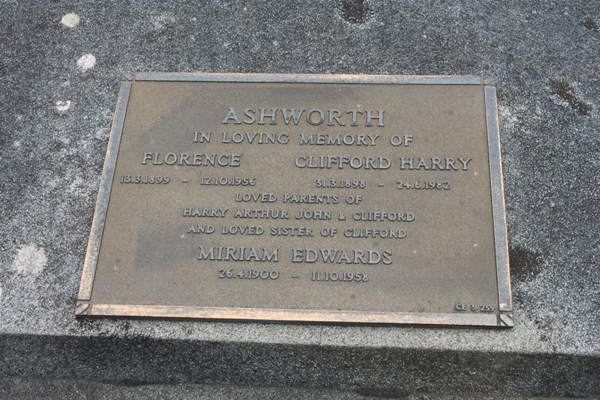 ASHWORTH
IN LOVING MEMORY OF
FLORENCE CLIFFORD HARRY
13.3.1899 - 12.10.1956 31.3.1898 - 24.6.1982
LOVED PARENTS OF
HARRY ARTHUR JOHN & CLIFFORD
AND LOVED SISTER OF CLIFFORD
MIRIAM EDWARDS
26.4.1900 - 11.10.1958
CE S